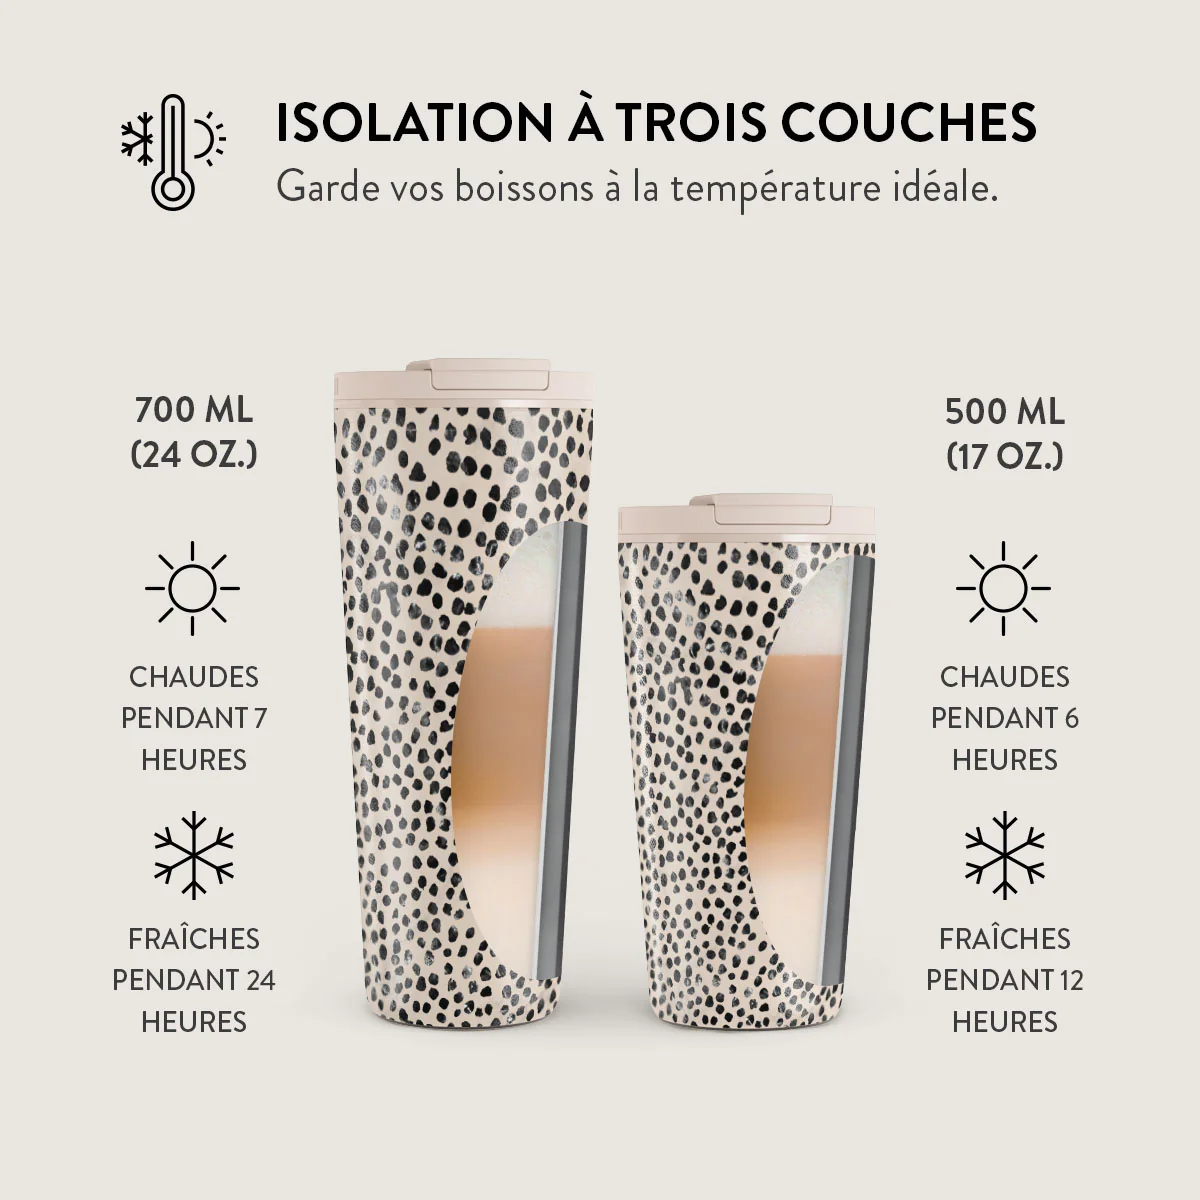 ISOLATION À TROIS COUCHES
Garde vos boissons à la température idéale.
700 ML
(24 OZ.)
CHAUDES
PENDANT 7
HEURES
FRAÎCHES
PENDANT 24
HEURES
500 ML
(17 OZ.)
CHAUDES
PENDANT 6
HEURES
FRAÎCHES
PENDANT 12
HEURES